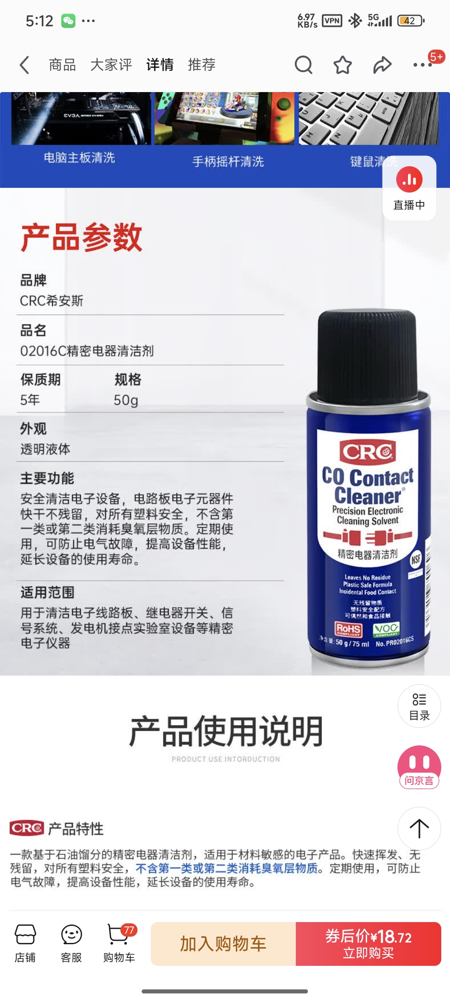 5:12
6.97
KB/s
VPN
5G
42
商品 大家评 详情 推荐
5+
EVGA
电脑主板清洗
手柄摇杆清洗
键鼠清洗
直播中
产品参数
品牌
CRC希安斯
品名
02016C精密电器清洁剂
保质期 规格
5年 50g
外观
透明液体
主要功能
安全清洁电子设备，电路板电子元器件
快干不残留，对所有塑料安全，不含第
一类或第二类消耗臭氧层物质。定期使
用，可防止电气故障，提高设备性能，
延长设备的使用寿命。
适用范围
用于清洁电子线路板、继电器开关、信
号系统、发电机接点实验室设备等精密
电子仪器
CRC
CO Contact
Cleaner®
Precision Electronic
Cleaning Solvent
精密电器清洁剂
NSF
Leaves No Residue
Plastic Safe Formula
Incidental Food Contact
无残留物质
塑料安全配方
可偶然和食品接触
RoHS
COMPLIANT
VOC
COMPLIANT
净含量:50 g/75 ml No. PR02016CS
目录
产品使用说明
PRODUCT USE INTORDUCTION
问京言
CRC 产品特性
一款基于石油馏分的精密电器清洁剂，适用于材料敏感的电子产品。快速挥发、无
残留，对所有塑料安全，不含第一类或第二类消耗臭氧层物质。定期使用，可防止
电气故障，提高设备性能，延长设备的使用寿命。
店铺
客服
77
购物车
加入购物车
券后价¥18.72
立即购买